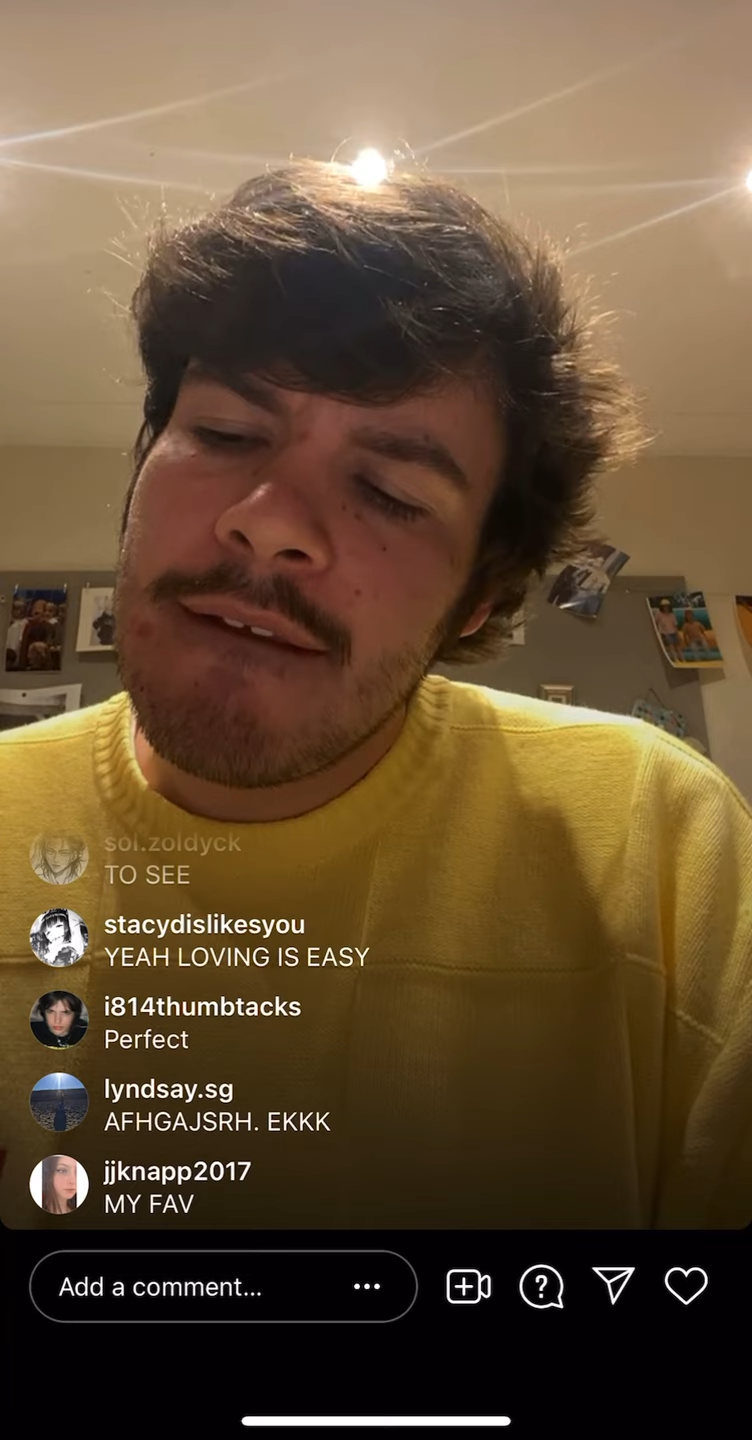 sol.zoldyck
TO SEE
stacydislikesyou
YEAH LOVING IS EASY
i814thumbtacks
Perfect
lyndsay.sg
AFHGAJSRH. EKKK
jjknapp2017
MY FAV
Add a comment...